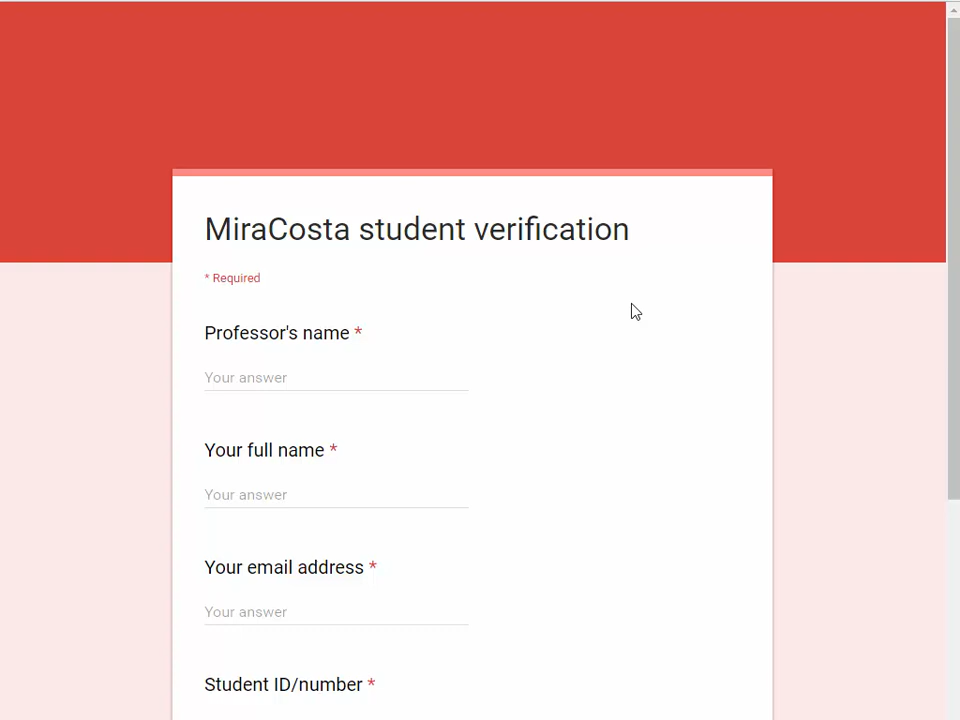 MiraCosta student verification
* Required
Professor's name *
Your answer
Your full name *
Your answer
Your email address *
Your answer
Student ID/number *